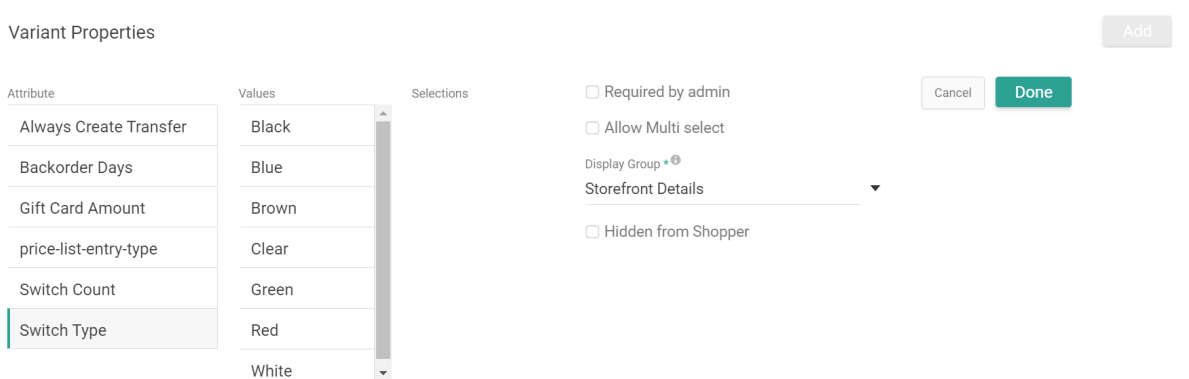 Variant Properties
Add
Attribute
Always Create Transfer
Backorder Days
Gift Card Amount
price-list-entry-type
Switch Count
Switch Type
Values
Black
Blue
Brown
Clear
Green
Red
White
Selections
Required by admin
Allow Multi select
Display Group *
Storefront Details
Hidden from Shopper
Cancel
Done